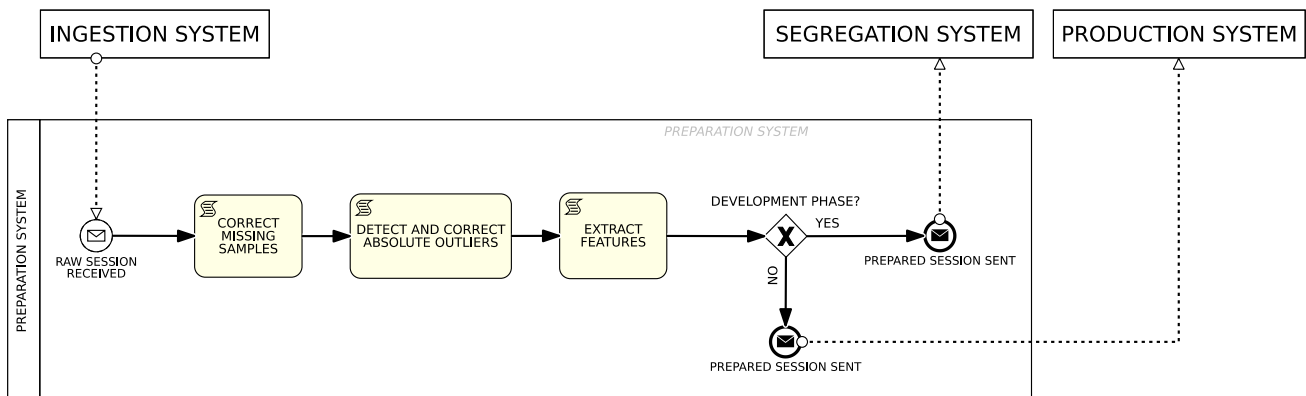 INGESTION SYSTEM
SEGREGATION SYSTEM
PRODUCTION SYSTEM
PREPARATION SYSTEM
PREPARATION SYSTEM
RAW SESSION
RECEIVED
CORRECT
MISSING
SAMPLES
DETECT AND CORRECT
ABSOLUTE OUTLIERS
EXTRACT
FEATURES
DEVELOPMENT PHASE?
X
YES
PREPARED SESSION SENT
NO
PREPARED SESSION SENT